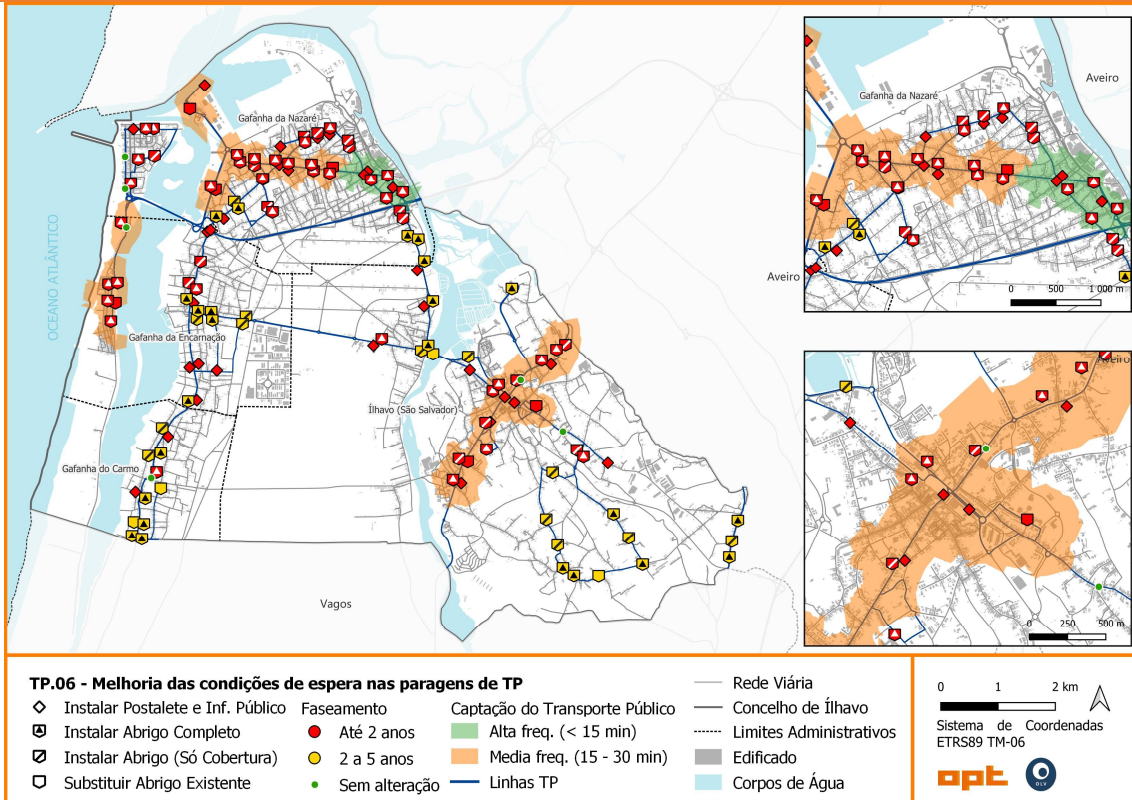 Gafanha da Nazaré
OCEANO ATLÂNTICO
Gafanha da Encarnação
Ílhavo (São Salvador)
Gafanha do Carmo
Vagos
Aveiro
Gafanha da Nazaré
Aveiro
0 500 1 000 m
Aveiro
0 250 500 m
TP.06 - Melhoria das condições de espera nas paragens de TP
Instalar Postalete e Inf. Público
Instalar Abrigo Completo
Instalar Abrigo (Só Cobertura)
Substituir Abrigo Existente
Faseamento
Até 2 anos
2 a 5 anos
Sem alteração
Captação do Transporte Público
Alta freq. (< 15 min)
Media freq. (15 - 30 min)
Linhas TP
Rede Viária
Concelho de Ílhavo
Limites Administrativos
Edificado
Corpos de Água
0 1 2 km
Sistema de Coordenadas
ETRS89 TM-06
opt
OLV